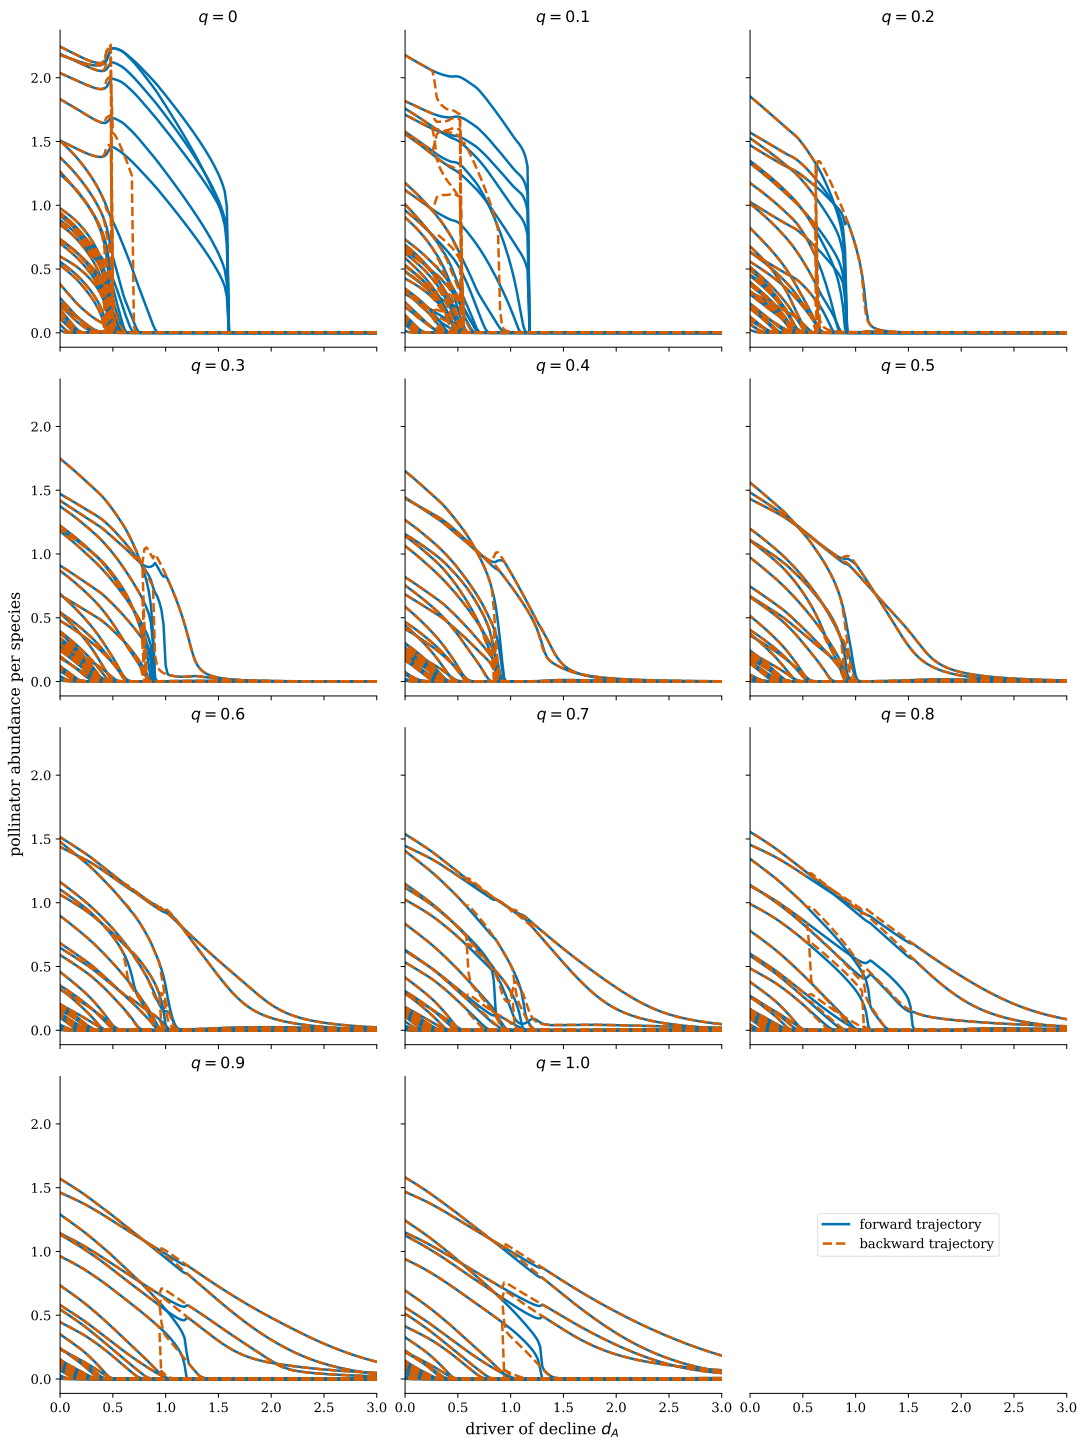 q = 0
q = 0.1
q = 0.2
2.0
1.5
1.0
0.5
0.0
q = 0.3
q = 0.4
q = 0.5
2.0
1.5
1.0
0.5
0.0
q = 0.6
q = 0.7
q = 0.8
2.0
1.5
1.0
0.5
0.0
q = 0.9
q = 1.0
2.0
1.5
1.0
0.5
0.0
0.0 0.5 1.0 1.5 2.0 2.5 3.0
0.0 0.5 1.0 1.5 2.0 2.5 3.0
0.0 0.5 1.0 1.5 2.0 2.5 3.0
forward trajectory
backward trajectory
pollinator abundance per species
driver of decline d_A